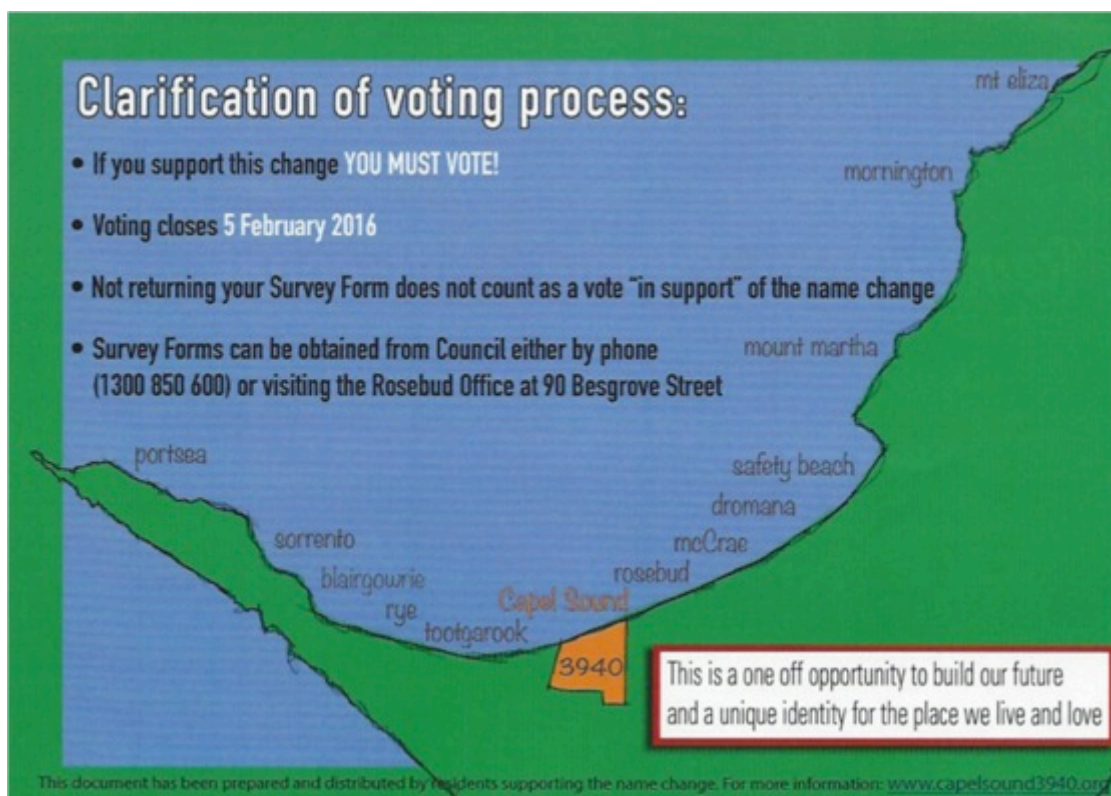 Clarification of voting process:
• If you support this change YOU MUST VOTE!
• Voting closes 5 February 2016
• Not returning your Survey Form does not count as a vote "in support" of the name change
• Survey Forms can be obtained from Council either by phone
(1300 850 600) or visiting the Rosebud Office at 90 Besgrove Street
mt eliza
mornington
mount martha
safety beach
dromana
mcCrae
rosebud
Capel Sound
3940
tootgarook
rye
blairgowrie
sorrento
portsea
This is a one off opportunity to build our future
and a unique identity for the place we live and love
This document has been prepared and distributed by residents supporting the name change. For more information: www.capelsound3940.org